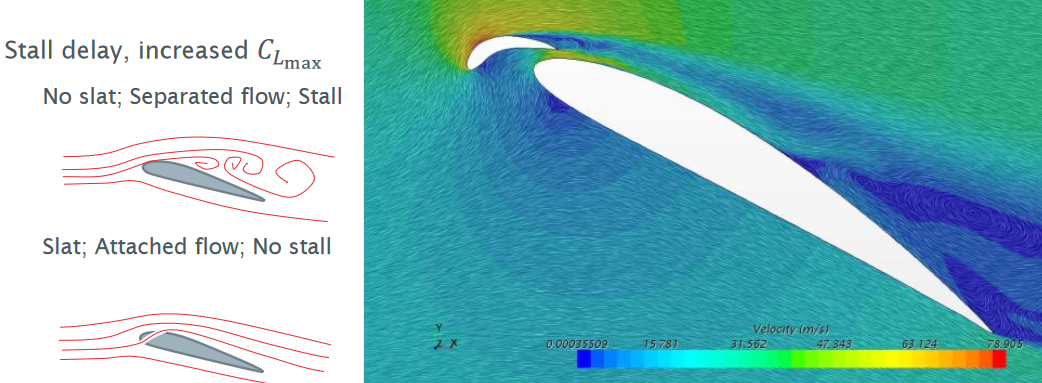 Stall delay, increased C_{L_{max}}
No slat; Separated flow; Stall
Slat; Attached flow; No stall
Y
Z X
Velocity (m/s)
0.00035509 15.781 31.562 47.343 63.124 78.905